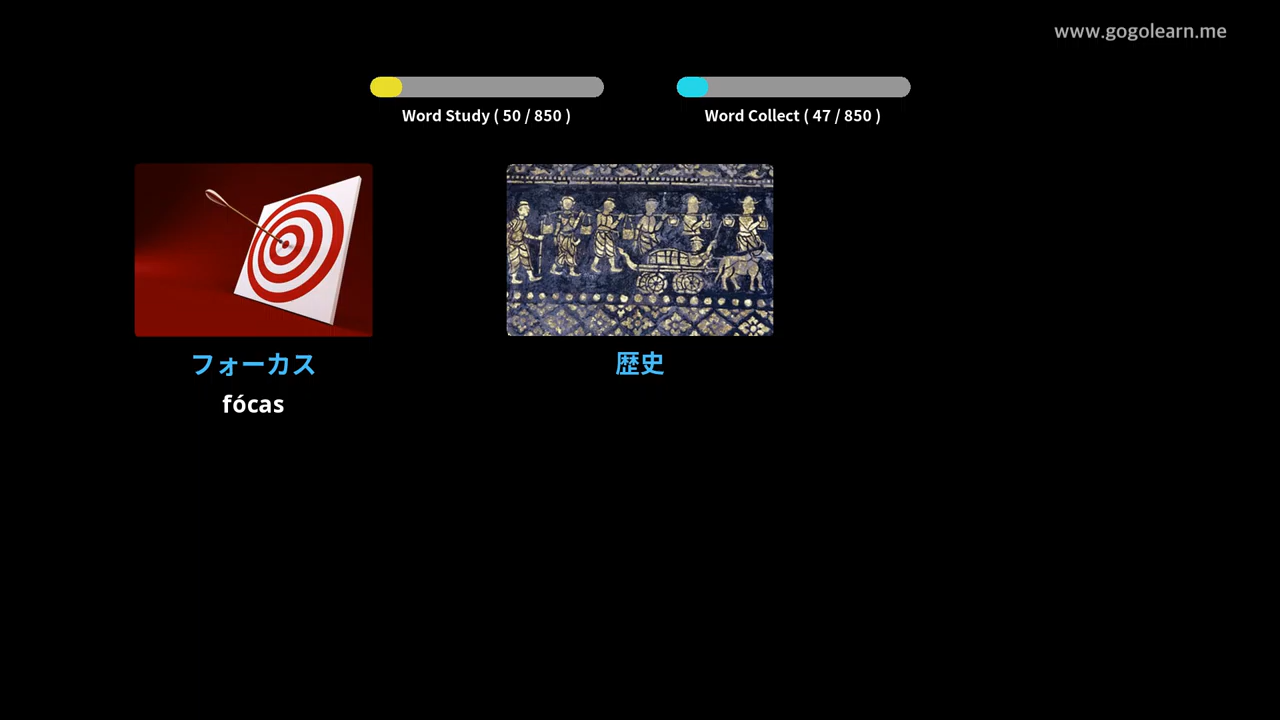 www.gogolearn.me
Word Study ( 50 / 850 )
Word Collect ( 47 / 850 )
フォーカス
歴史
fócas